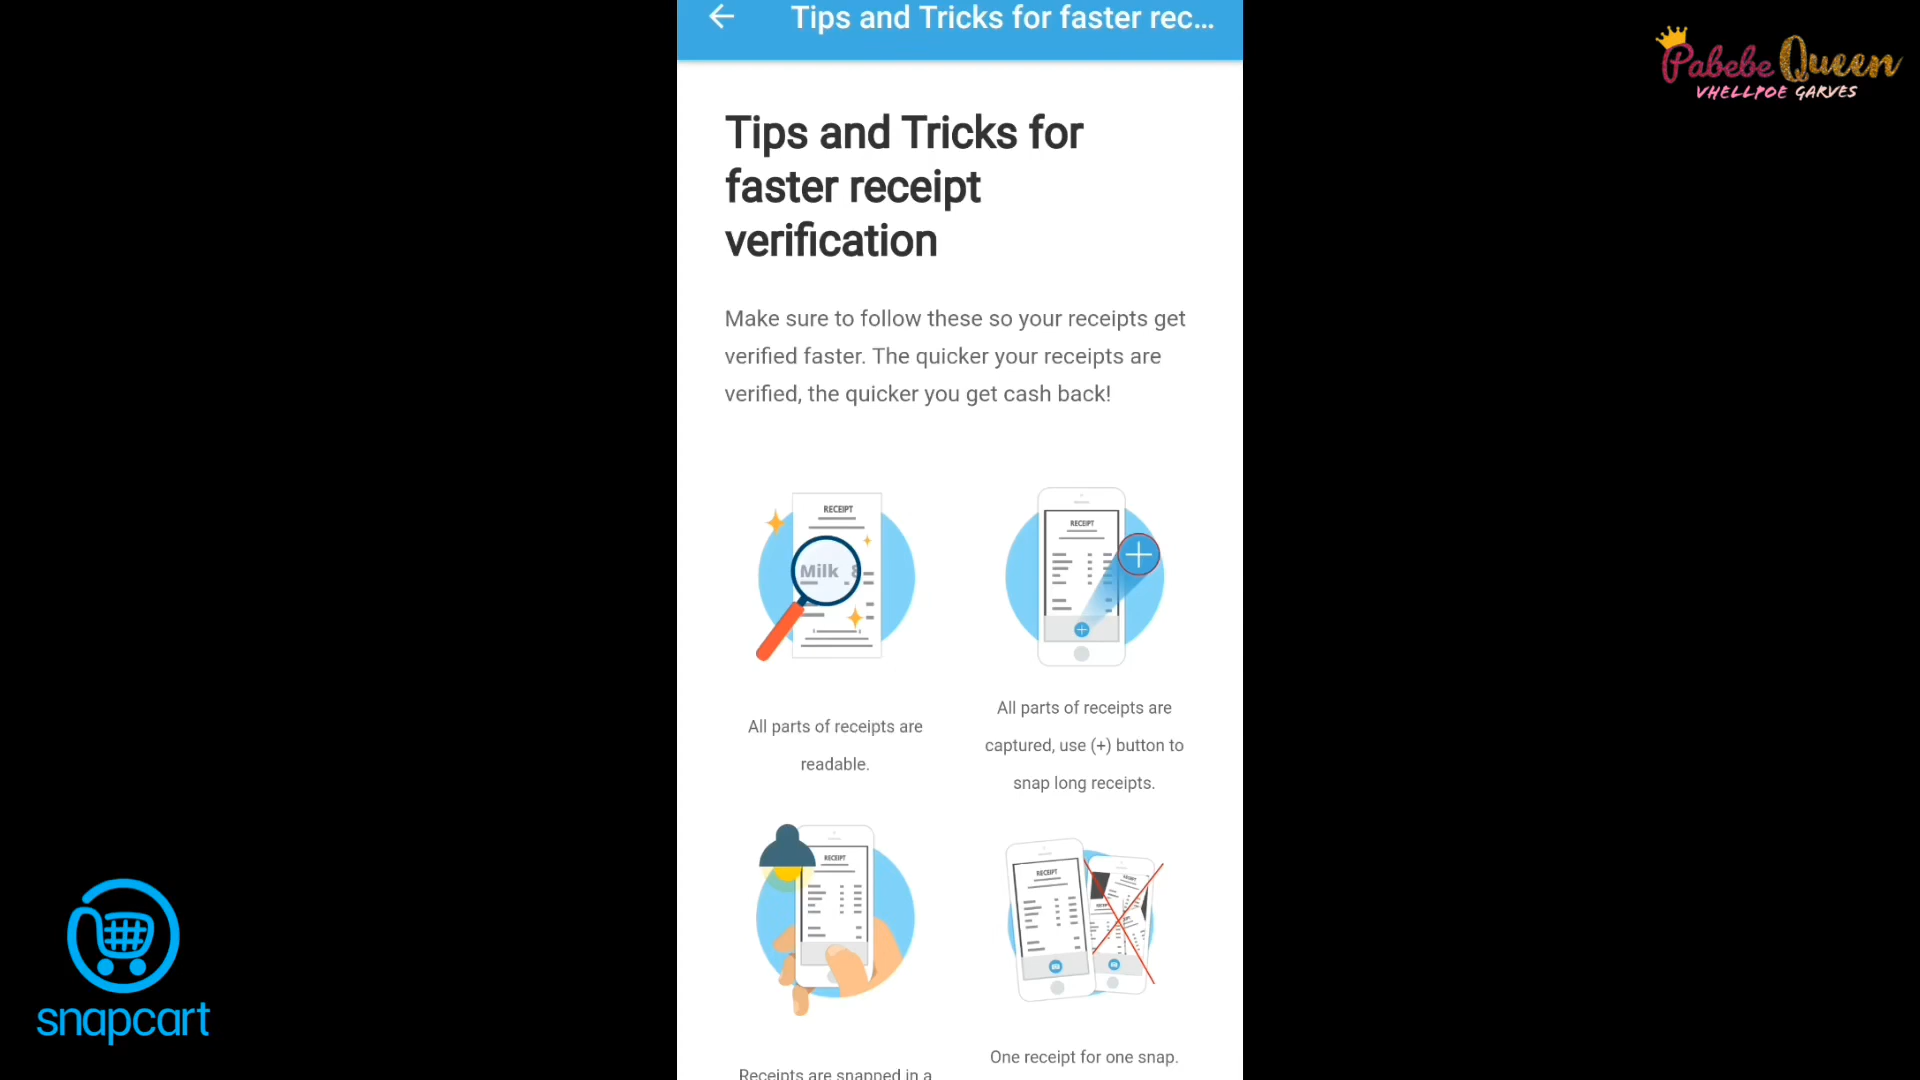 Tips and Tricks for faster rec...
Pabebe Queen
VHELLPOE GARVES
Tips and Tricks for
faster receipt
verification
Make sure to follow these so your receipts get
verified faster. The quicker your receipts are
verified, the quicker you get cash back!
RECEIPT
Milk
RECEIPT
All parts of receipts are
readable.
All parts of receipts are
captured, use (+) button to
snap long receipts.
RECEIPT
RECEIPT
One receipt for one snap.
Receipts are snapped in a
snapcart